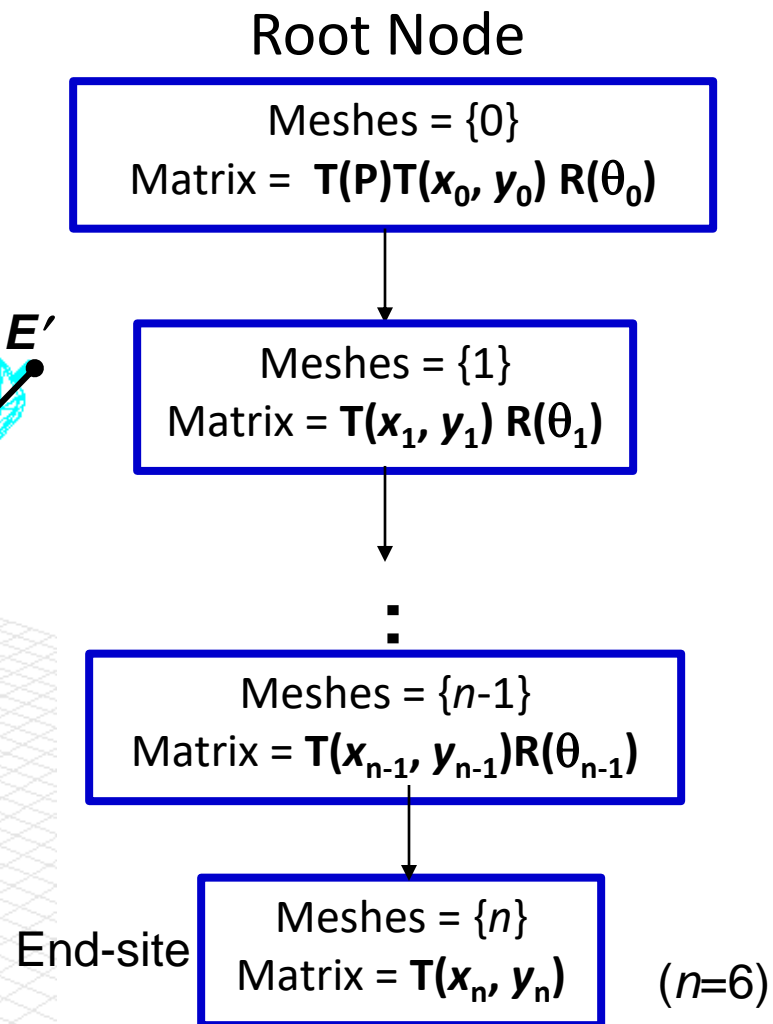 Root Node
Meshes = {0}
Matrix = T(P)T(x₀, y₀) R(θ₀)
E′
Meshes = {1}
Matrix = T(x₁, y₁) R(θ₁)
:
Meshes = {n-1}
Matrix = T(xₙ₋₁, yₙ₋₁)R(θₙ₋₁)
End-site
Meshes = {n}
Matrix = T(xₙ, yₙ)
(n=6)